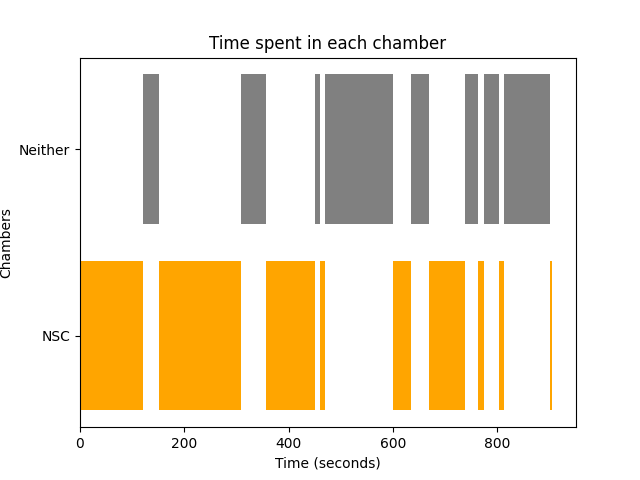 Time spent in each chamber
Neither
NSC
Chambers
0 200 400 600 800
Time (seconds)